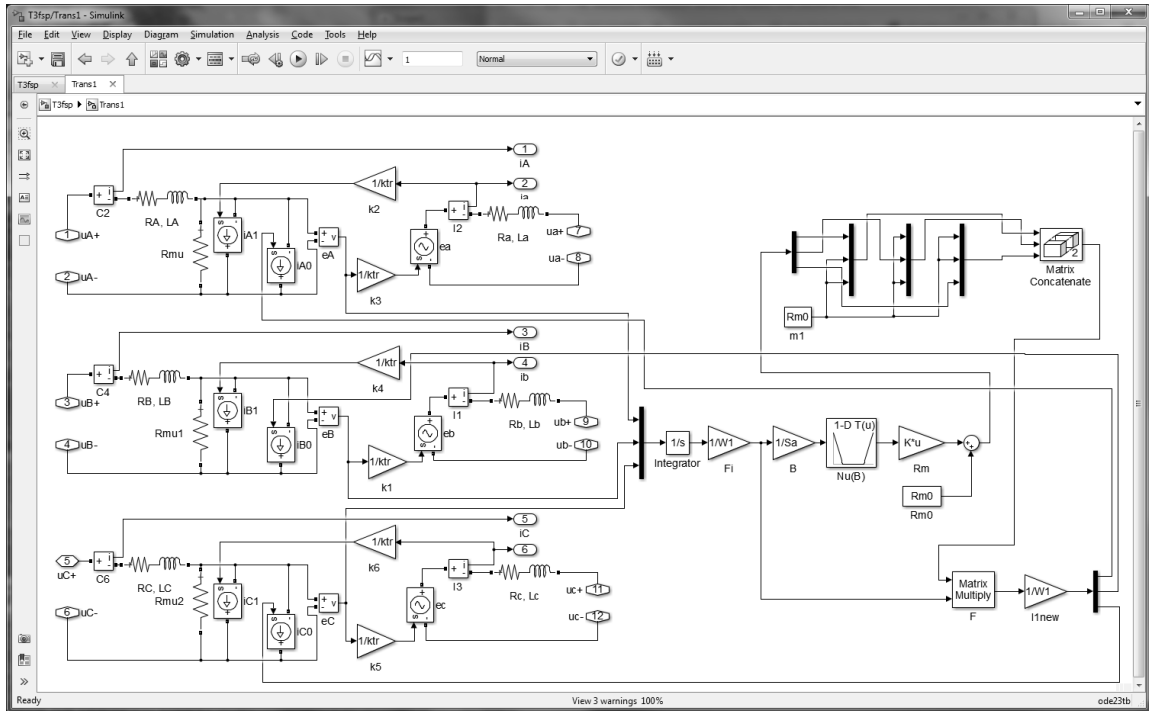 T3fsp/Trans1 - Simulink
File Edit View Display Diagram Simulation Analysis Code Tools Help
1 Normal
T3fsp Trans1
T3fsp Trans1
1 iA
2 ia
C2
RA, LA
1 uA+
2 uA-
Rmu
iA1
iA0
eA
1/ktr k2
1/ktr k3
I2
ea
Ra, La
ua+ 7
ua- 8
3 iB
4 ib
C4
RB, LB
3 uB+
4 uB-
Rmu1
iB1
iB0
eB
1/ktr k4
1/ktr k1
I1
eb
Rb, Lb
ub+ 9
ub- 10
5 iC
6
5 uC+
C6
RC, LC
6 uC-
Rmu2
iC1
iC0
eC
1/ktr k6
1/ktr k5
I3
ec
Rc, Lc
uc+ 11
uc- 12
1/s Integrator
1/W1 Fi
1/Sa B
1-D T(u) Nu(B)
K*u Rm
Rm0 Rm0
Rm0 m1
2 Matrix Concatenate
Matrix Multiply F
1/W1 I1new
Ready View 3 warnings 100% ode23tb